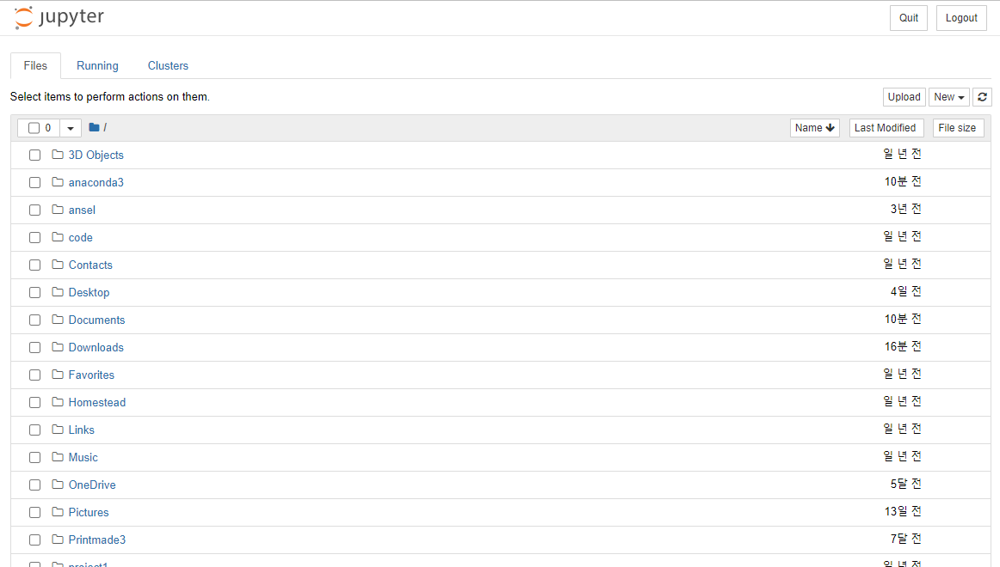 jupyter Quit Logout
Files Running Clusters
Select items to perform actions on them. Upload New
0 / Name Last Modified File size
3D Objects 일 년 전
anaconda3 10분 전
ansel 3년 전
code 일 년 전
Contacts 일 년 전
Desktop 4일 전
Documents 10분 전
Downloads 16분 전
Favorites 일 년 전
Homestead 일 년 전
Links 일 년 전
Music 일 년 전
OneDrive 5달 전
Pictures 13일 전
Printmade3 7달 전
project1 일 년 전